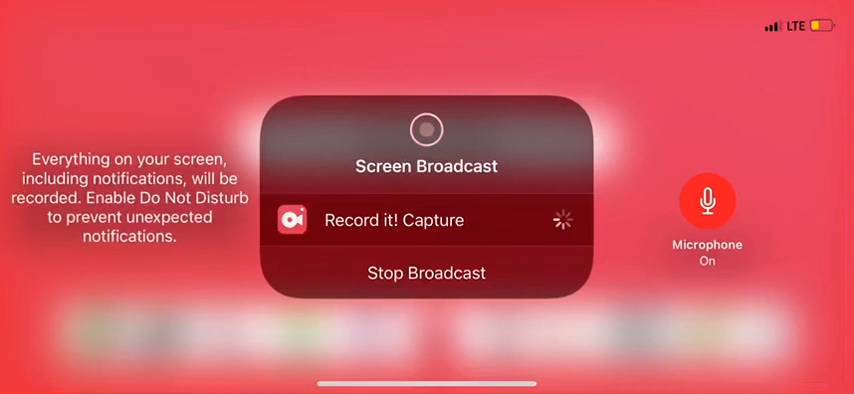 LTE
Everything on your screen,
including notifications, will be
recorded. Enable Do Not Disturb
to prevent unexpected
notifications.
Screen Broadcast
Record it! Capture
Stop Broadcast
Microphone
On